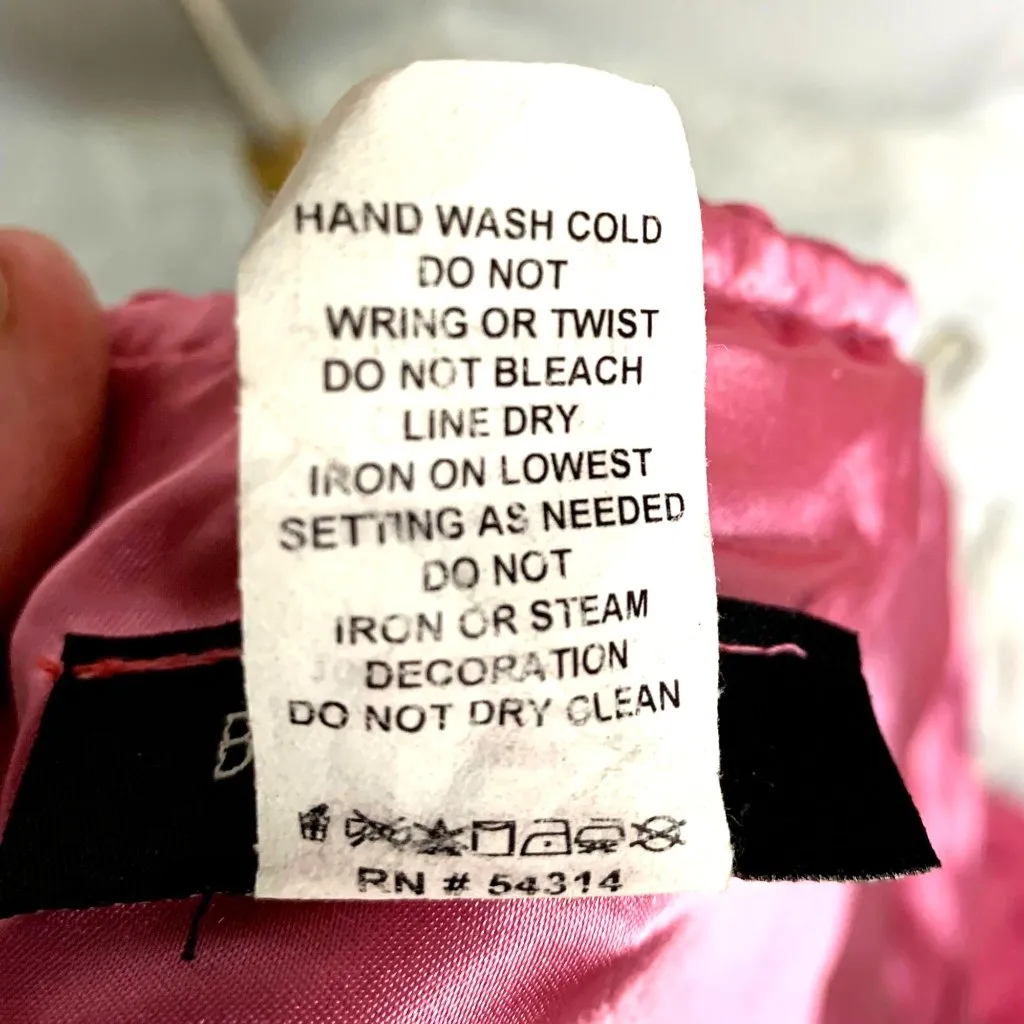 HAND WASH COLD
DO NOT
WRING OR TWIST
DO NOT BLEACH
LINE DRY
IRON ON LOWEST
SETTING AS NEEDED
DO NOT
IRON OR STEAM
DECORATION
DO NOT DRY CLEAN
RN # 54314